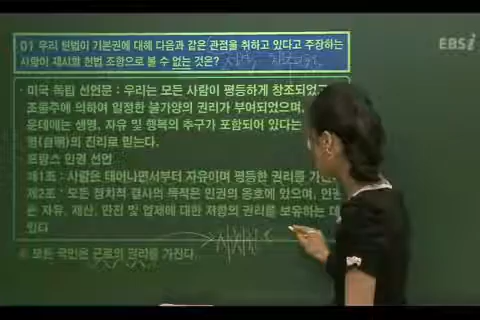 EBSi
01 우리 헌법이 기본권에 대해 다음과 같은 관점을 취하고 있다고 주장하는
사람이 제시할 헌법 조항으로 볼 수 없는 것은?
· 미국 독립 선언문 : 우리는 모든 사람이 평등하게 창조되었고
조물주에 의하여 일정한 불가양의 권리가 부여되었으며,
운데에는 생명, 자유 및 행복의 추구가 포함되어 있다는
명(自明)의 진리로 믿는다.
· 프랑스 인권 선언
제1조 : 사람은 태어나면서부터 자유이며 평등한 권리를 가
제2조 : 모든 정치적 결사의 목적은 인권의 옹호에 있으며, 인권
은 자유, 재산, 안전 및 압제에 대한 저항의 권리를 보유하는 데
있다
① 모든 국민은 근로의 권리를 가진다.